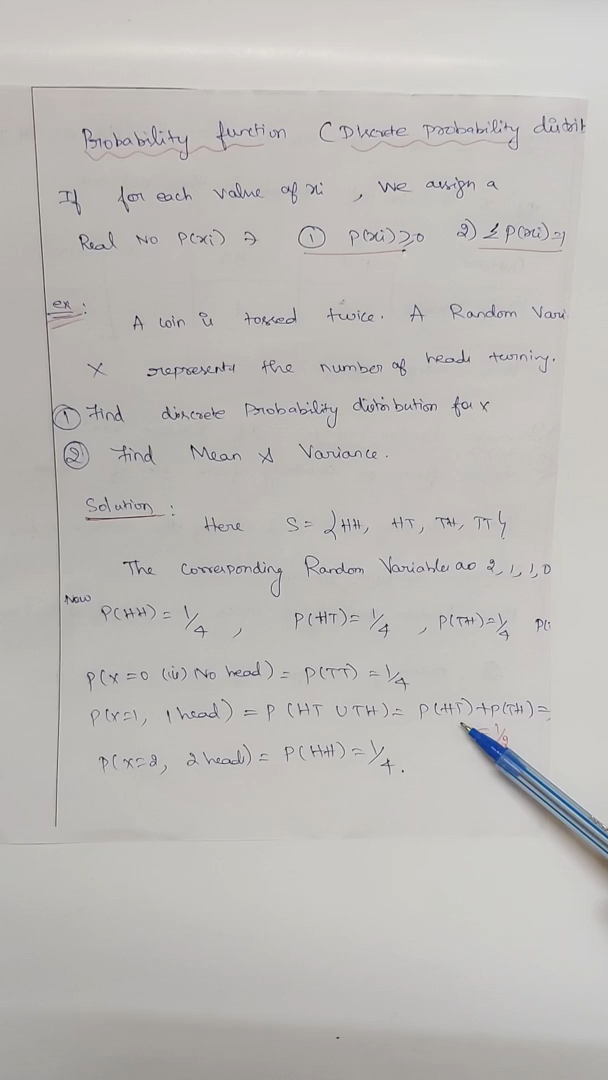 Probability function (Discrete probability distrib
If for each value of xi , We assign a
Real No P(xi) ∋ ① P(xi)≥0 2) Σ P(xi)=1
ex :
A coin is tossed twice. A Random Vari
X represents the number of heads turning.
① Find discrete Probability distribution for x
② Find Mean & Variance.
Solution :
Here S = {HH, HT, TH, TT}
The corresponding Random Variables are 2, 1, 1, 0
Now P(HH) = 1/4 , P(HT) = 1/4 , P(TH) = 1/4 P(
P(x=0 (ie) No head) = P(TT) = 1/4
P(x=1, 1 head) = P (HT ∪ TH) = P(HT)+P(TH) =
P(x=2, 2 head) = P(HH) = 1/4.